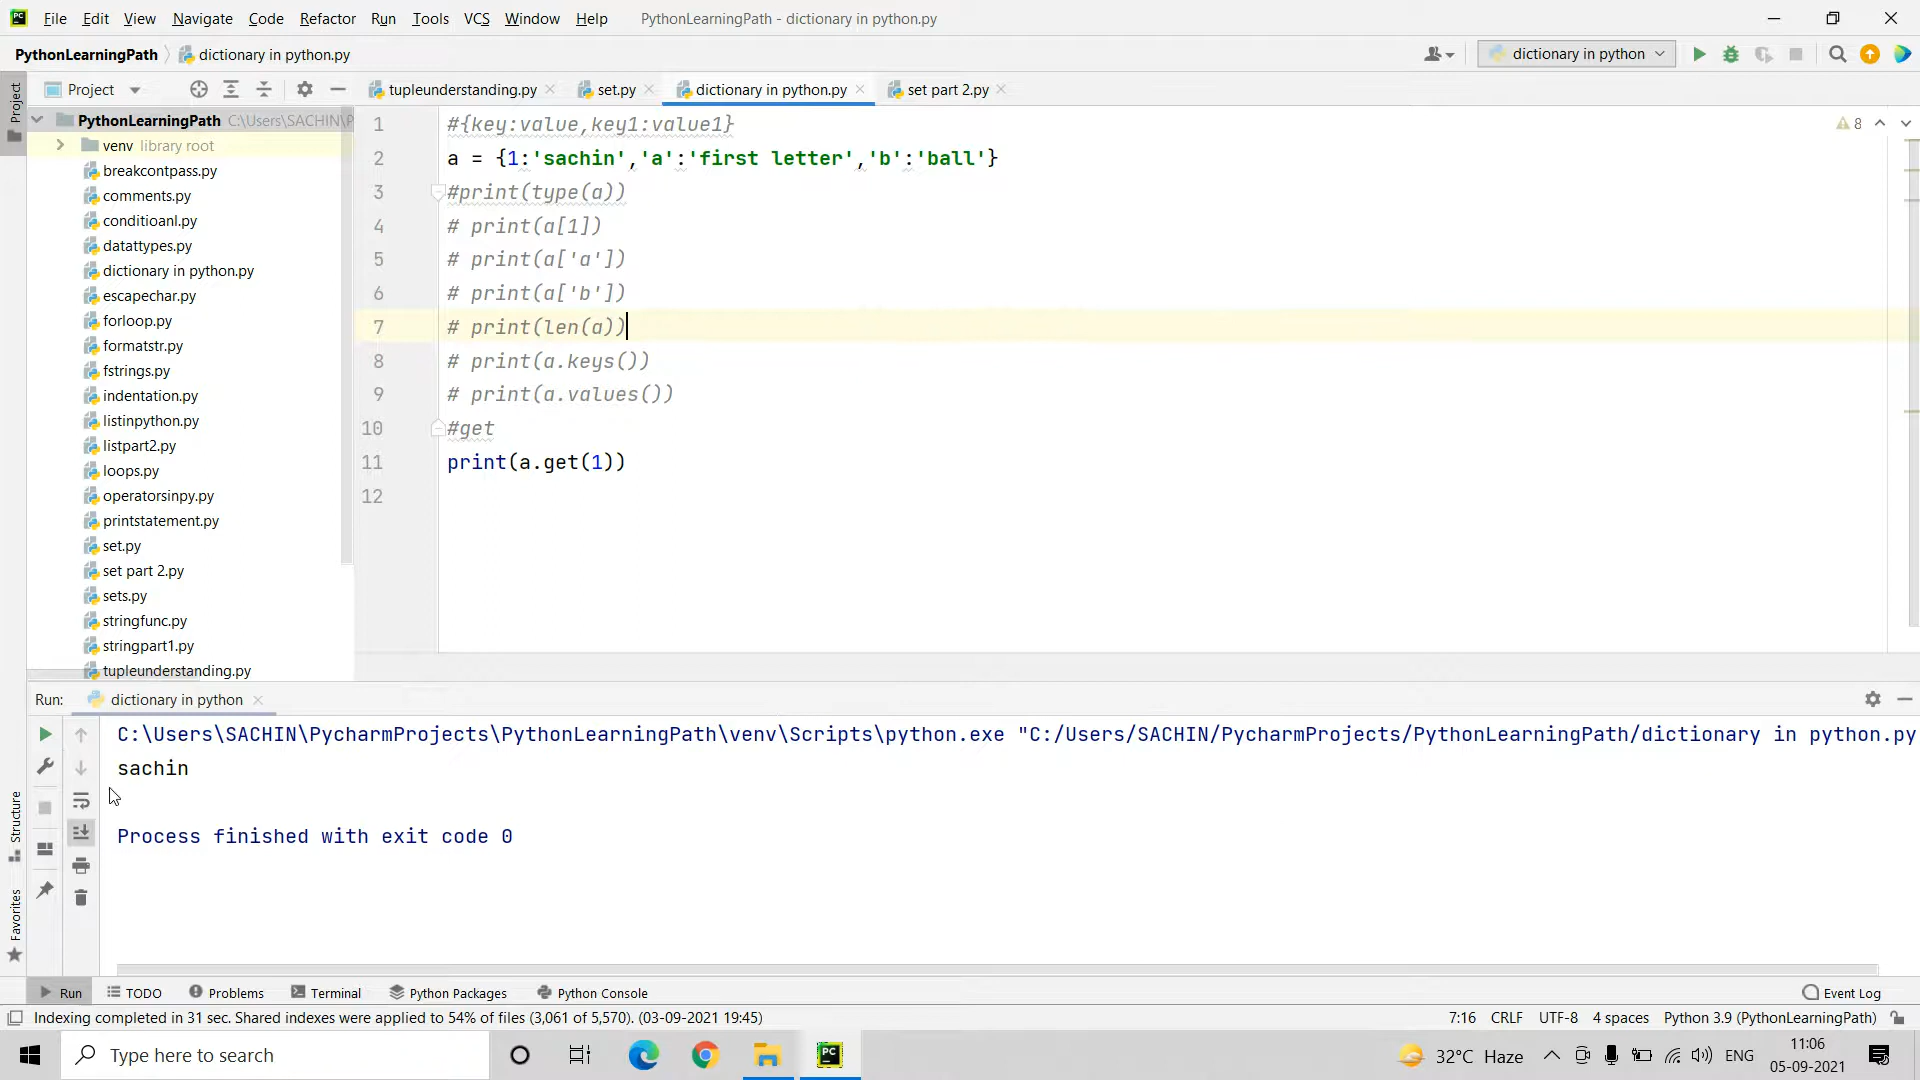 PC File Edit View Navigate Code Refactor Run Tools VCS Window Help PythonLearningPath - dictionary in python.py
PythonLearningPath dictionary in python.py dictionary in python
Project
Project
tupleunderstanding.py set.py dictionary in python.py set part 2.py
PythonLearningPath C:\Users\SACHIN\P
venv library root
breakcontpass.py
comments.py
conditioanl.py
datattypes.py
dictionary in python.py
escapechar.py
forloop.py
formatstr.py
fstrings.py
indentation.py
listinpython.py
listpart2.py
loops.py
operatorsinpy.py
printstatement.py
set.py
set part 2.py
sets.py
stringfunc.py
stringpart1.py
tupleunderstanding.py
1 #{key:value,key1:value1}
2 a = {1:'sachin','a':'first letter','b':'ball'}
3 #print(type(a))
4 # print(a[1])
5 # print(a['a'])
6 # print(a['b'])
7 # print(len(a))
8 # print(a.keys())
9 # print(a.values())
10 #get
11 print(a.get(1))
12
8
Run: dictionary in python
C:\Users\SACHIN\PycharmProjects\PythonLearningPath\venv\Scripts\python.exe "C:/Users/SACHIN/PycharmProjects/PythonLearningPath/dictionary in python.py
sachin
Process finished with exit code 0
Structure
Favorites
Run TODO Problems Terminal Python Packages Python Console Event Log
Indexing completed in 31 sec. Shared indexes were applied to 54% of files (3,061 of 5,570). (03-09-2021 19:45) 7:16 CRLF UTF-8 4 spaces Python 3.9 (PythonLearningPath)
Type here to search PC 32°C Haze ENG 11:06
05-09-2021